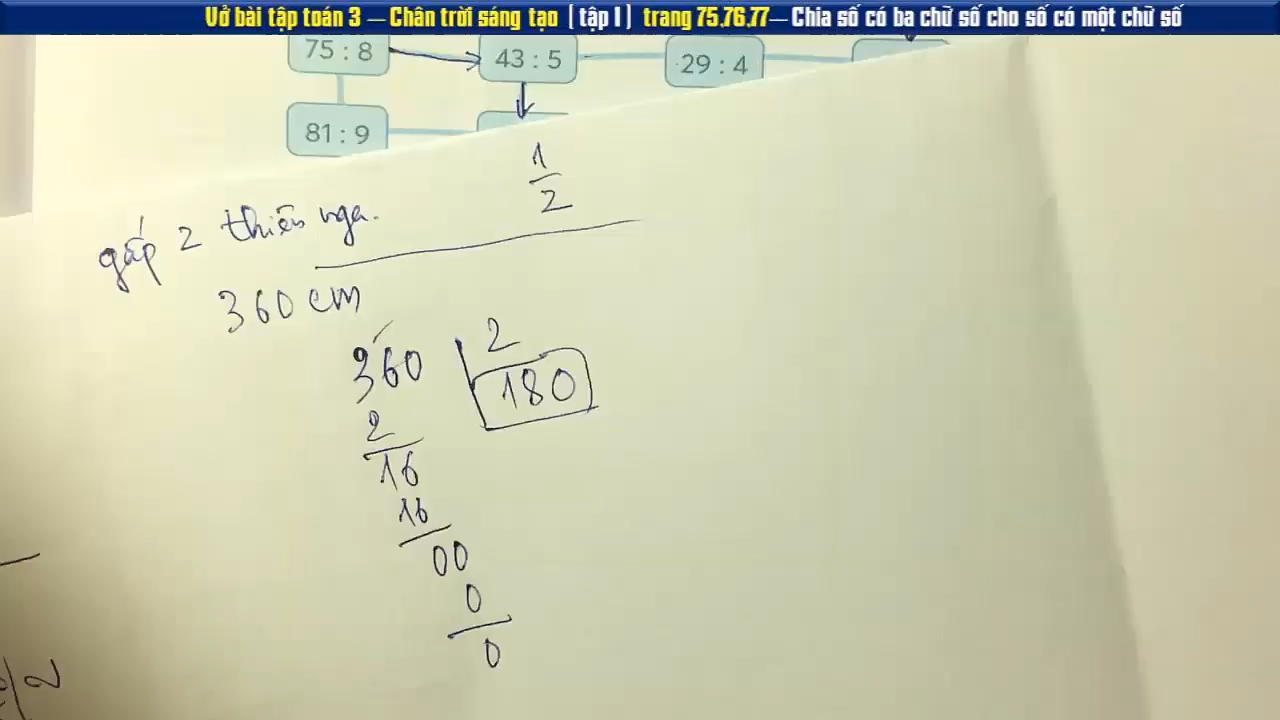 Vở bài tập toán 3 – Chân trời sáng tạo (tập 1) trang 75,76,77– Chia số có ba chữ số cho số có một chữ số
75 : 8 43 : 5 29 : 4
81 : 9
1
2
gấp 2 thiên nga.
360 cm
360 2
180
2
16
16
00
0
0